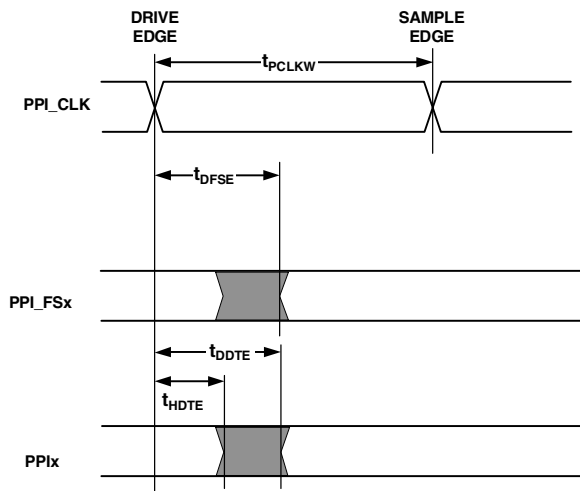 DRIVE
EDGE
SAMPLE
EDGE
tPCLKW
PPI_CLK
tDFSE
PPI_FSx
tDDTE
tHDTE
PPIx